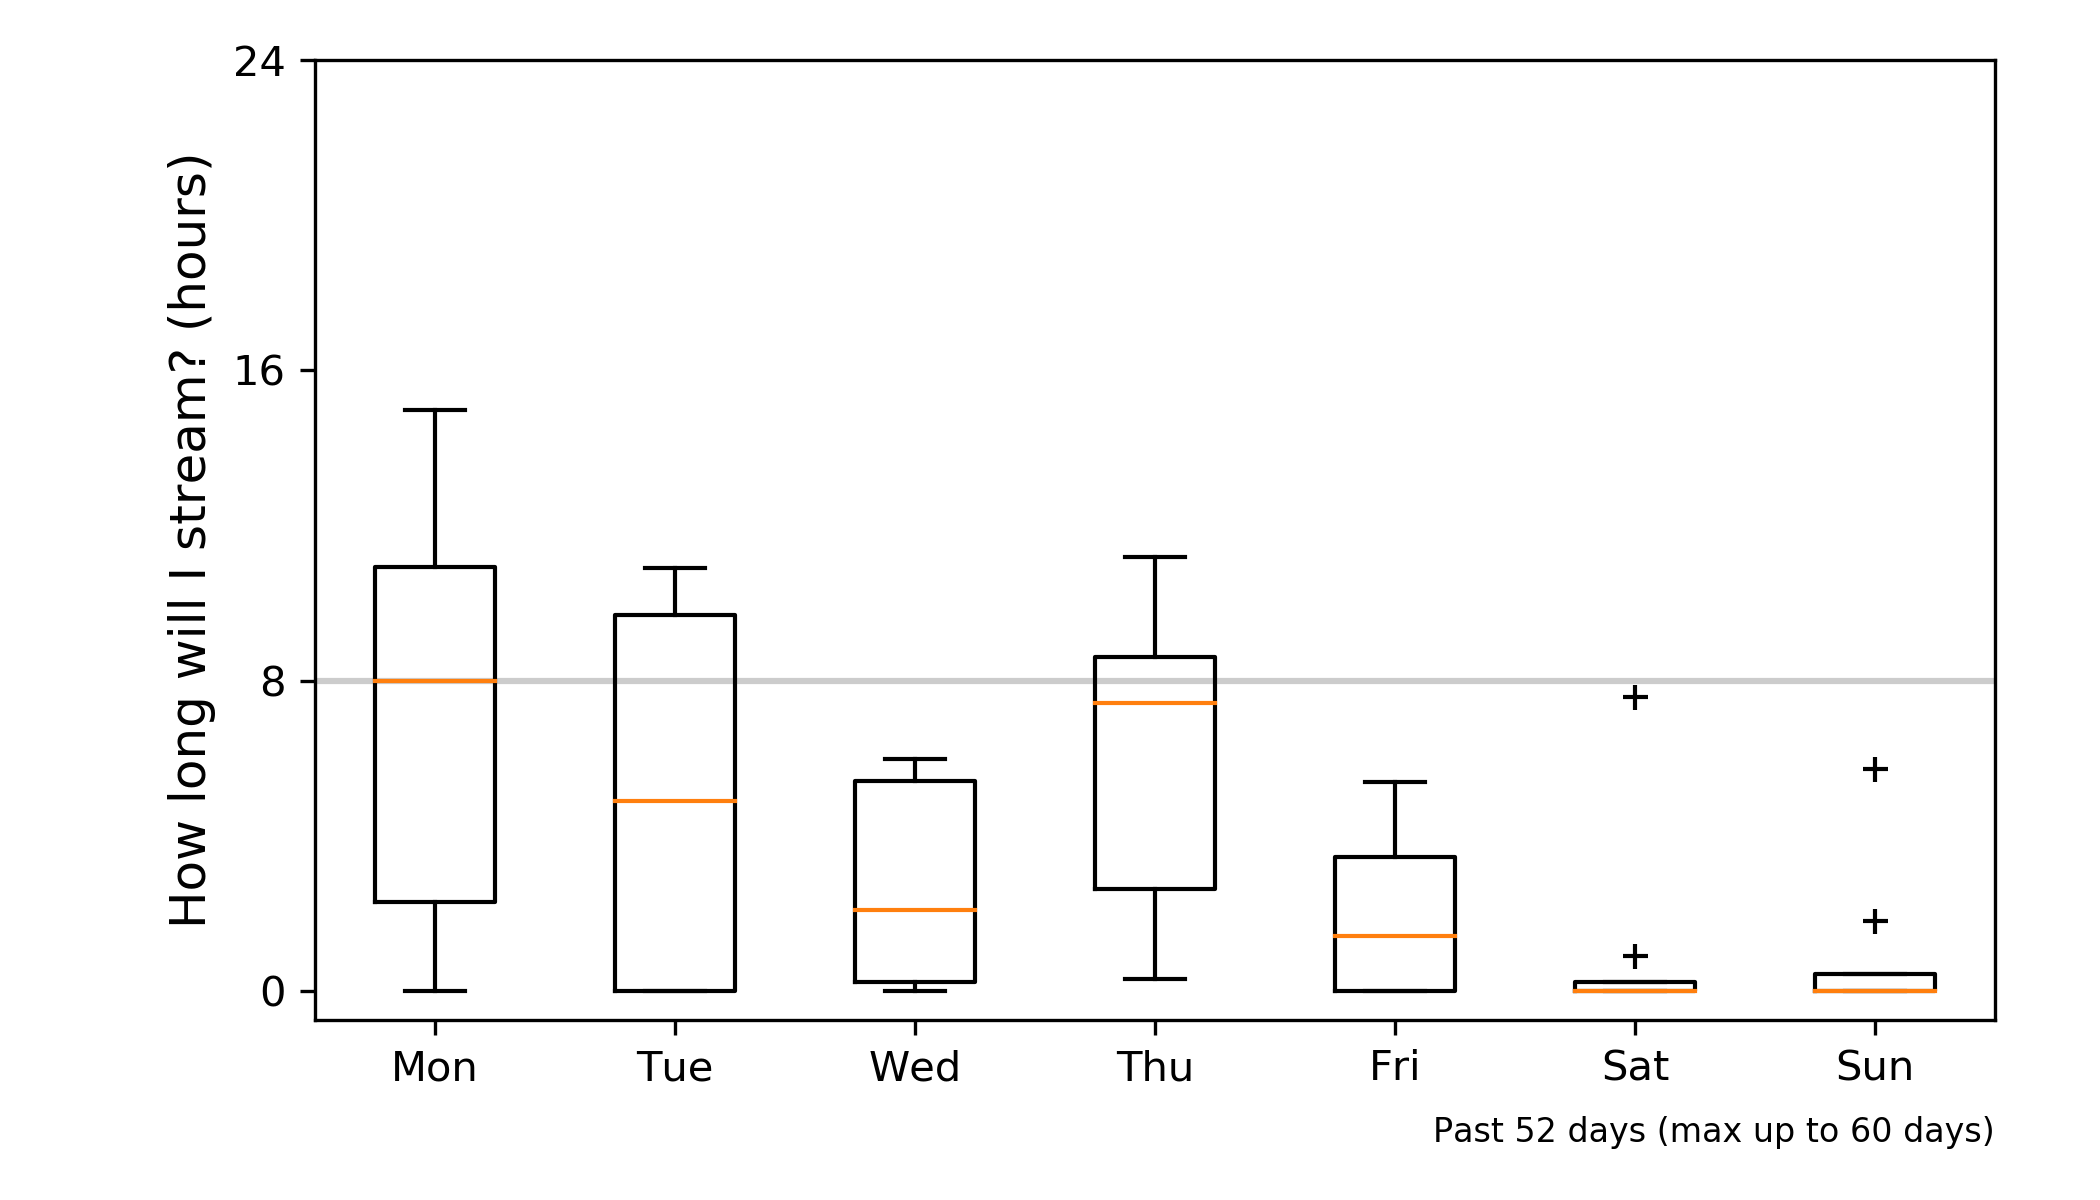 24
16
8
0
How long will I stream? (hours)
Mon Tue Wed Thu Fri Sat Sun
Past 52 days (max up to 60 days)